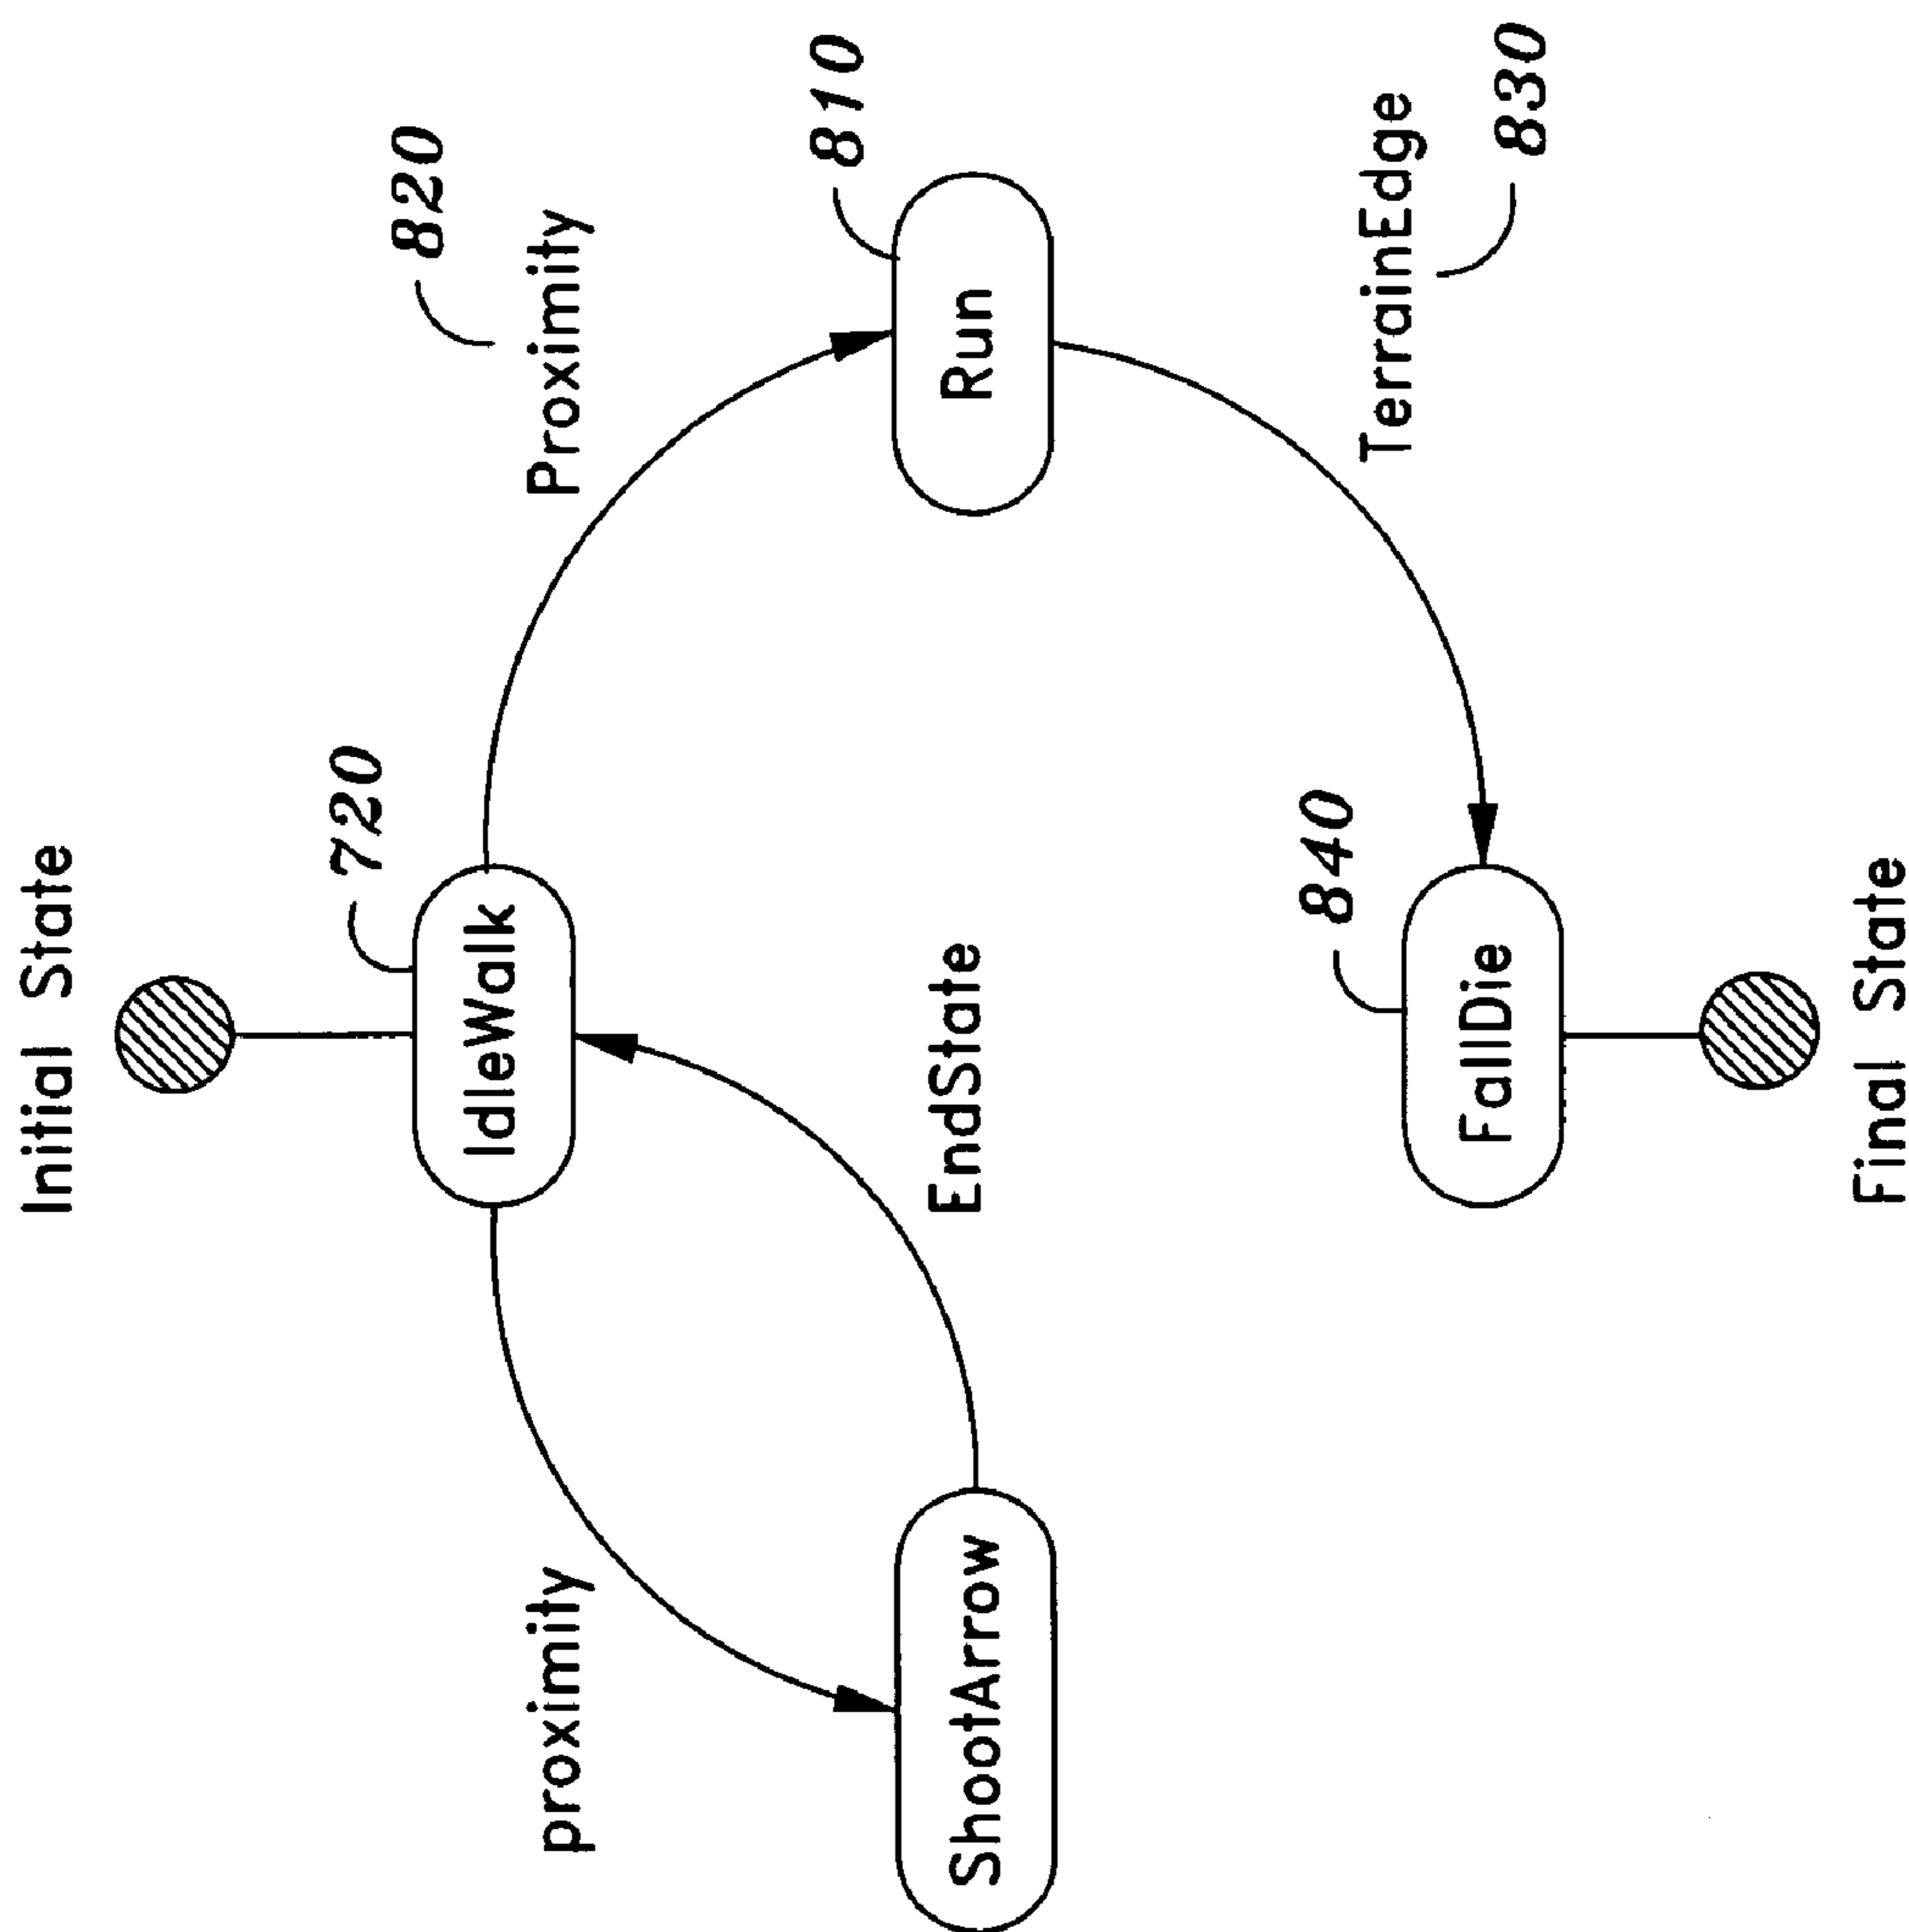 Initial State
720
820
IdleWalk
proximity
Proximity
810
EndState
ShootArrow
Run
840
TerrainEdge
FallDie
830
Final State